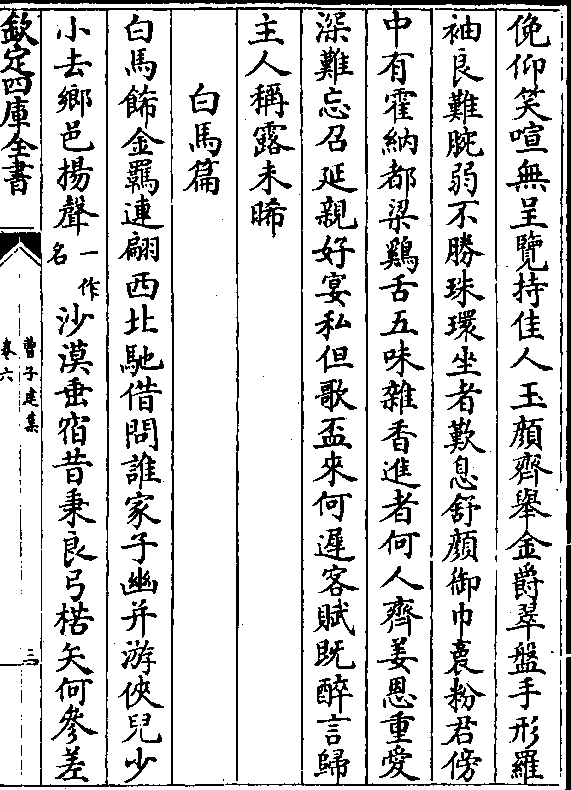 俛仰笑喧無呈覽持佳人玉顔齊舉金爵翠盤手形羅
袖良難腕弱不勝珠環坐者歎息舒顔御巾裛粉君傍
中有霍納都梁鷄舌五味雜香進者何人齊姜恩重愛
深難忘召延親好宴私但歌盃來何遲客賦既醉言歸
主人稱露未晞
白馬篇
白馬飾金羈連翩西北馳借問誰家子幽并游俠兒少
小去鄉邑揚聲一作名沙漠垂宿昔秉良弓楛矢何參差
欽定四庫全書
曹子建集
卷六
三